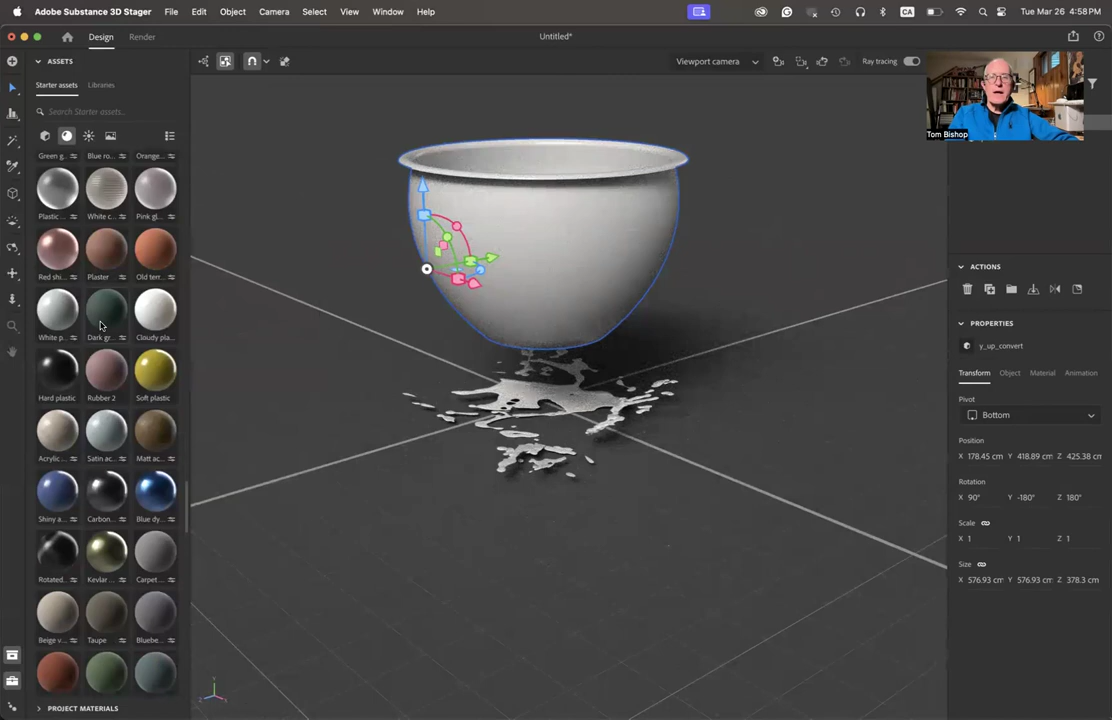 Adobe Substance 3D Stager File Edit Object Camera Select View Window Help CA Tue Mar 26 4:58 PM
Design Render Untitled*
ASSETS
Starter assets Libraries
Search Starter assets...
Green g... Blue ro... Orange...
Plastic... White c... Pink gl...
Red shi... Plaster Old terr...
White p... Dark gr... Cloudy pla...
Hard plastic Rubber 2 Soft plastic
Acrylic... Satin ac... Matt ac...
Shiny a... Carbon... Blue dy...
Rotated... Kevlar... Carpet...
Beige v... Taupe Bluebe...
PROJECT MATERIALS
Viewport camera Ray tracing
Tom Bishop
ACTIONS
PROPERTIES
y_up_convert
Transform Object Material Animation
Pivot
Bottom
Position
X 178.45 cm Y 418.89 cm Z 425.38 cm
Rotation
X 90° Y -180° Z 180°
Scale
X 1 Y 1 Z 1
Size
X 576.93 cm Y 576.93 cm Z 378.3 cm